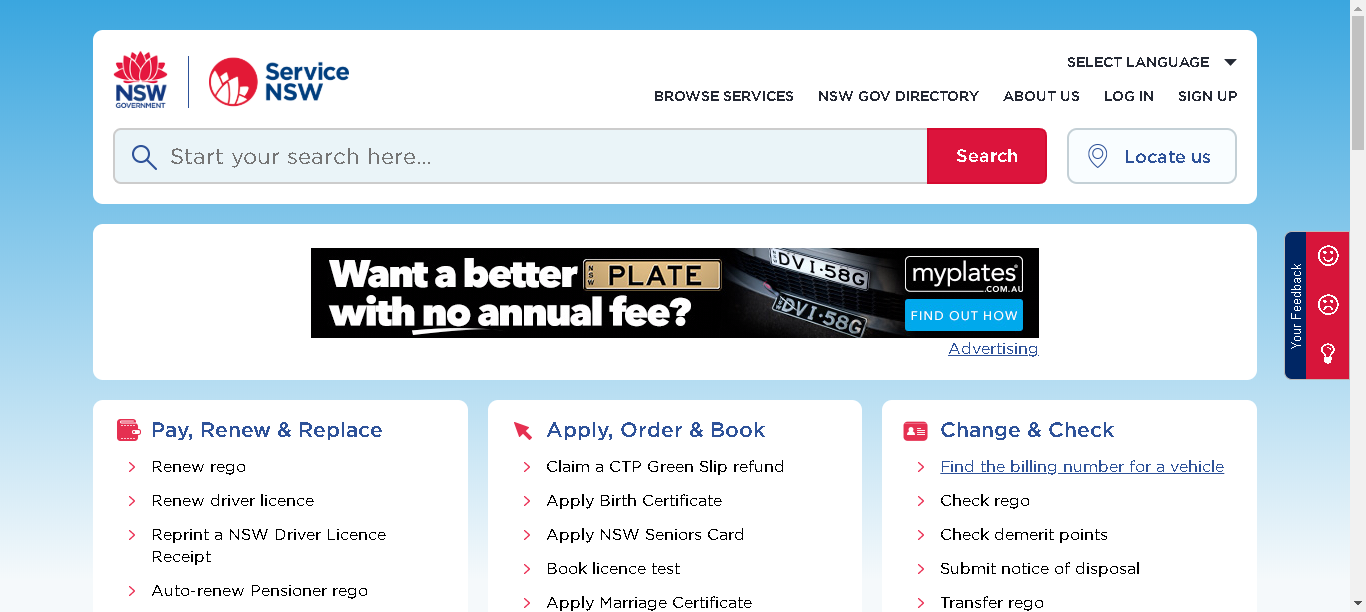 SELECT LANGUAGE
NSW
GOVERNMENT
Service
NSW
BROWSE SERVICES NSW GOV DIRECTORY ABOUT US LOG IN SIGN UP
Start your search here...
Search
Locate us
Want a better NSW PLATE
with no annual fee?
DVI·58G
DVI·58G
myplates
.COM.AU
FIND OUT HOW
Advertising
Your Feedback
Pay, Renew & Replace
Renew rego
Renew driver licence
Reprint a NSW Driver Licence
Receipt
Auto-renew Pensioner rego
Apply, Order & Book
Claim a CTP Green Slip refund
Apply Birth Certificate
Apply NSW Seniors Card
Book licence test
Apply Marriage Certificate
Change & Check
Find the billing number for a vehicle
Check rego
Check demerit points
Submit notice of disposal
Transfer rego